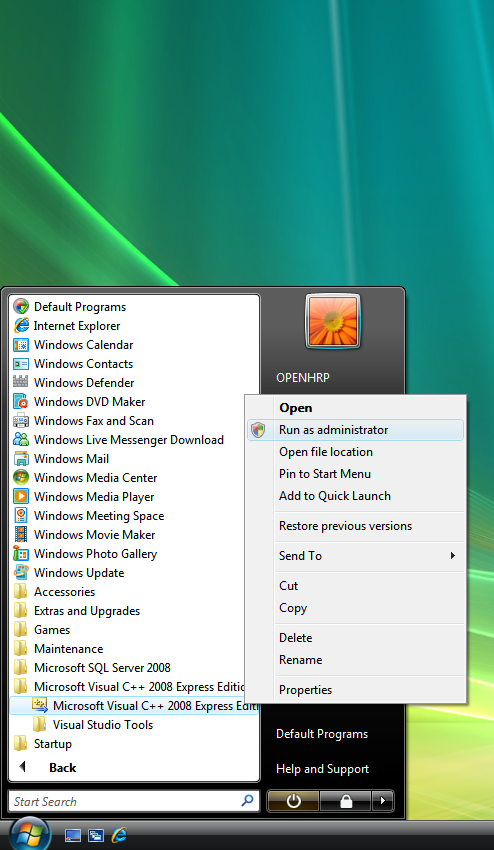 Default Programs
Internet Explorer
Windows Calendar
Windows Contacts
Windows Defender
Windows DVD Maker
Windows Fax and Scan
Windows Live Messenger Download
Windows Mail
Windows Media Center
Windows Media Player
Windows Meeting Space
Windows Movie Maker
Windows Photo Gallery
Windows Update
Accessories
Extras and Upgrades
Games
Maintenance
Microsoft SQL Server 2008
Microsoft Visual C++ 2008 Express Editio
Microsoft Visual C++ 2008 Express Editi
Visual Studio Tools
Startup
Back
Start Search
OPENHRP
Open
Run as administrator
Open file location
Pin to Start Menu
Add to Quick Launch
Restore previous versions
Send To
Cut
Copy
Delete
Rename
Properties
Default Programs
Help and Support